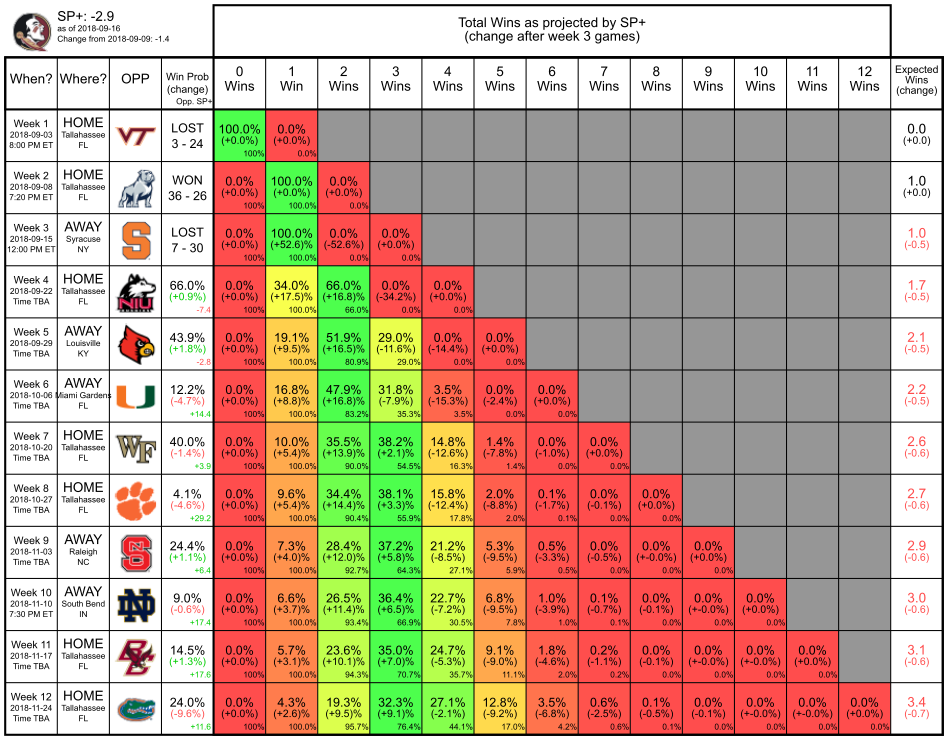 SP+: -2.9
as of 2018-09-16
Change from 2018-09-09: -1.4
Total Wins as projected by SP+
(change after week 3 games)
When? Where? OPP Win Prob (change) Opp. SP+ 0 Wins 1 Win 2 Wins 3 Wins 4 Wins 5 Wins 6 Wins 7 Wins 8 Wins 9 Wins 10 Wins 11 Wins 12 Wins Expected Wins (change)
Week 1 HOME LOST 100.0% 0.0% 0.0
2018-09-03 Tallahassee VT 3 - 24 (+0.0%) (+0.0%) (+0.0)
8:00 PM ET FL 100% 0.0%
Week 2 HOME WON 0.0% 100.0% 0.0% 1.0
2018-09-08 Tallahassee 36 - 26 (+0.0%) (+0.0%) (+0.0%) (+0.0)
7:20 PM ET FL 100% 100.0% 0.0%
Week 3 AWAY LOST 0.0% 100.0% 0.0% 0.0% 1.0
2018-09-15 Syracuse S 7 - 30 (+0.0%) (+52.6)% (-52.6%) (+0.0%) (-0.5)
12:00 PM ET NY 100% 100.0% 0.0% 0.0%
Week 4 HOME 66.0% 0.0% 34.0% 66.0% 0.0% 0.0% 1.7
2018-09-22 Tallahassee NIU (+0.9%) (+0.0%) (+17.5)% (+16.8)% (-34.2%) (+0.0%) (-0.5)
Time TBA FL -7.4 100% 100.0% 66.0% 0.0% 0.0%
Week 5 AWAY 43.9% 0.0% 19.1% 51.9% 29.0% 0.0% 0.0% 2.1
2018-09-29 Louisville (+1.8%) (+0.0%) (+9.5)% (+16.5)% (-11.6%) (-14.4%) (+0.0%) (-0.5)
Time TBA KY -2.8 100% 100.0% 80.9% 29.0% 0.0% 0.0%
Week 6 AWAY 12.2% 0.0% 16.8% 47.9% 31.8% 3.5% 0.0% 0.0% 2.2
2018-10-06 Miami Gardens U (-4.7%) (+0.0%) (+8.8)% (+16.8)% (-7.9%) (-15.3%) (-2.4%) (+0.0%) (-0.5)
Time TBA FL +14.4 100% 100.0% 83.2% 35.3% 3.5% 0.0% 0.0%
Week 7 HOME 40.0% 0.0% 10.0% 35.5% 38.2% 14.8% 1.4% 0.0% 0.0% 2.6
2018-10-20 Tallahassee WF (-1.4%) (+0.0%) (+5.4)% (+13.9)% (+2.1)% (-12.6%) (-7.8%) (-1.0%) (+0.0%) (-0.6)
Time TBA FL +3.9 100% 100.0% 90.0% 54.5% 16.3% 1.4% 0.0% 0.0%
Week 8 HOME 4.1% 0.0% 9.6% 34.4% 38.1% 15.8% 2.0% 0.1% 0.0% 0.0% 2.7
2018-10-27 Tallahassee (-4.6%) (+0.0%) (+5.4)% (+14.4)% (+3.3)% (-12.4%) (-8.8%) (-1.7%) (-0.1%) (+0.0%) (-0.6)
Time TBA FL +29.2 100% 100.0% 90.4% 55.9% 17.8% 2.0% 0.1% 0.0% 0.0%
Week 9 AWAY 24.4% 0.0% 7.3% 28.4% 37.2% 21.2% 5.3% 0.5% 0.0% 0.0% 0.0% 2.9
2018-11-03 Raleigh S (+1.1%) (+0.0%) (+4.0)% (+12.0)% (+5.8)% (-8.5%) (-9.5%) (-3.3%) (-0.5%) (+-0.0%) (+0.0%) (-0.6)
Time TBA NC +6.4 100% 100.0% 92.7% 64.3% 27.1% 5.9% 0.5% 0.0% 0.0% 0.0%
Week 10 AWAY 9.0% 0.0% 6.6% 26.5% 36.4% 22.7% 6.8% 1.0% 0.1% 0.0% 0.0% 0.0% 3.0
2018-11-10 South Bend ND (-0.6%) (+0.0%) (+3.7)% (+11.4)% (+6.5)% (-7.2%) (-9.5%) (-3.9%) (-0.7%) (-0.1%) (+-0.0%) (+0.0%) (-0.6)
7:30 PM ET IN +17.4 100% 100.0% 93.4% 66.9% 30.5% 7.8% 1.0% 0.1% 0.0% 0.0% 0.0%
Week 11 HOME 14.5% 0.0% 5.7% 23.6% 35.0% 24.7% 9.1% 1.8% 0.2% 0.0% 0.0% 0.0% 0.0% 3.1
2018-11-17 Tallahassee BC (+1.3%) (+0.0%) (+3.1)% (+10.1)% (+7.0)% (-5.3%) (-9.0%) (-4.6%) (-1.1%) (-0.1%) (+-0.0%) (+-0.0%) (+0.0%) (-0.6)
Time TBA FL +17.6 100% 100.0% 94.3% 70.7% 35.7% 11.1% 2.0% 0.2% 0.0% 0.0% 0.0% 0.0%
Week 12 HOME 24.0% 0.0% 4.3% 19.3% 32.3% 27.1% 12.8% 3.5% 0.6% 0.1% 0.0% 0.0% 0.0% 0.0% 3.4
2018-11-24 Tallahassee (-9.6%) (+0.0%) (+2.6)% (+9.5)% (+9.1)% (-2.1%) (-9.2%) (-6.8%) (-2.5%) (-0.5%) (-0.1%) (+-0.0%) (+-0.0%) (+0.0%) (-0.7)
Time TBA FL +11.6 100% 100.0% 95.7% 76.4% 44.1% 17.0% 4.2% 0.6% 0.1% 0.0% 0.0% 0.0% 0.0%